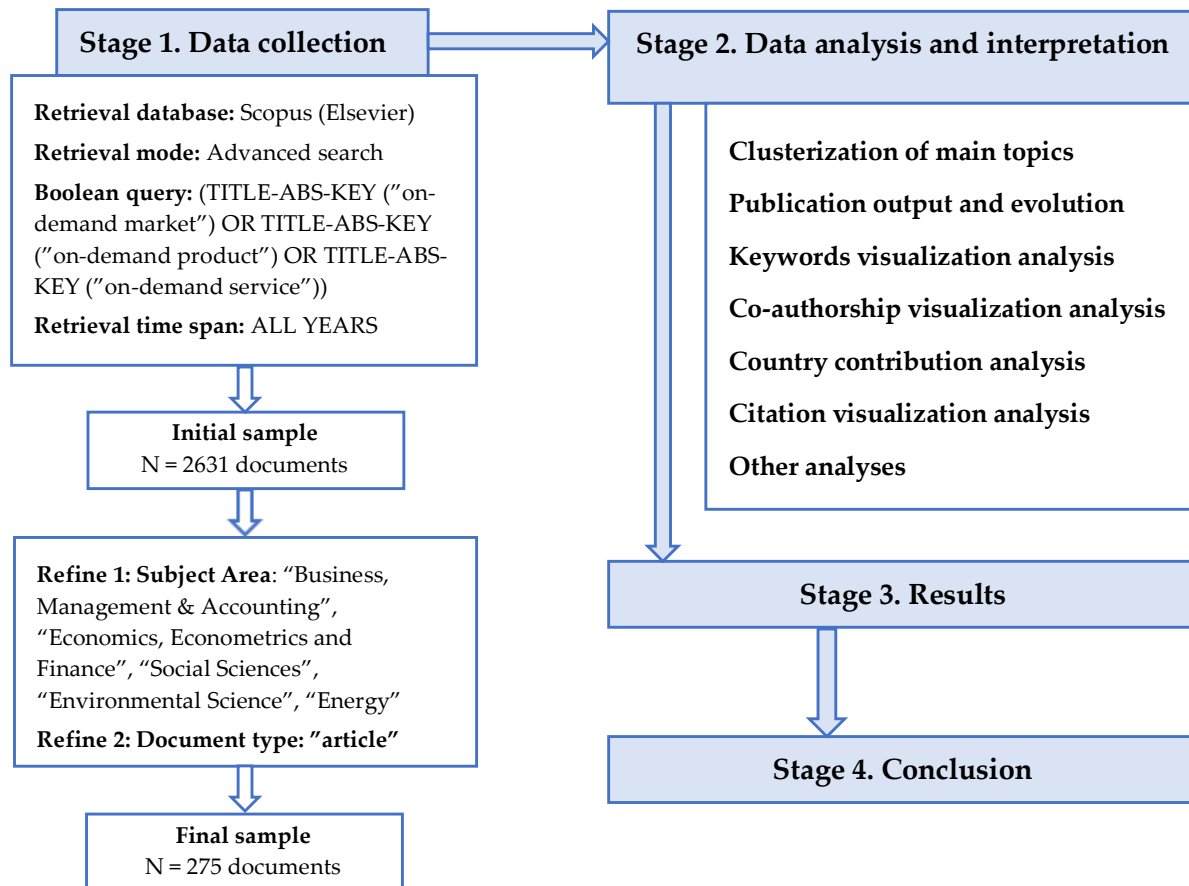 Stage 1. Data collection
Retrieval database: Scopus (Elsevier)
Retrieval mode: Advanced search
Boolean query: (TITLE-ABS-KEY (”on-
demand market”) OR TITLE-ABS-KEY
(”on-demand product”) OR TITLE-ABS-
KEY (”on-demand service”))
Retrieval time span: ALL YEARS
Initial sample
N = 2631 documents
Refine 1: Subject Area: “Business,
Management & Accounting”,
“Economics, Econometrics and
Finance”, “Social Sciences”,
“Environmental Science”, “Energy”
Refine 2: Document type: ”article”
Final sample
N = 275 documents
Stage 2. Data analysis and interpretation
Clusterization of main topics
Publication output and evolution
Keywords visualization analysis
Co-authorship visualization analysis
Country contribution analysis
Citation visualization analysis
Other analyses
Stage 3. Results
Stage 4. Conclusion